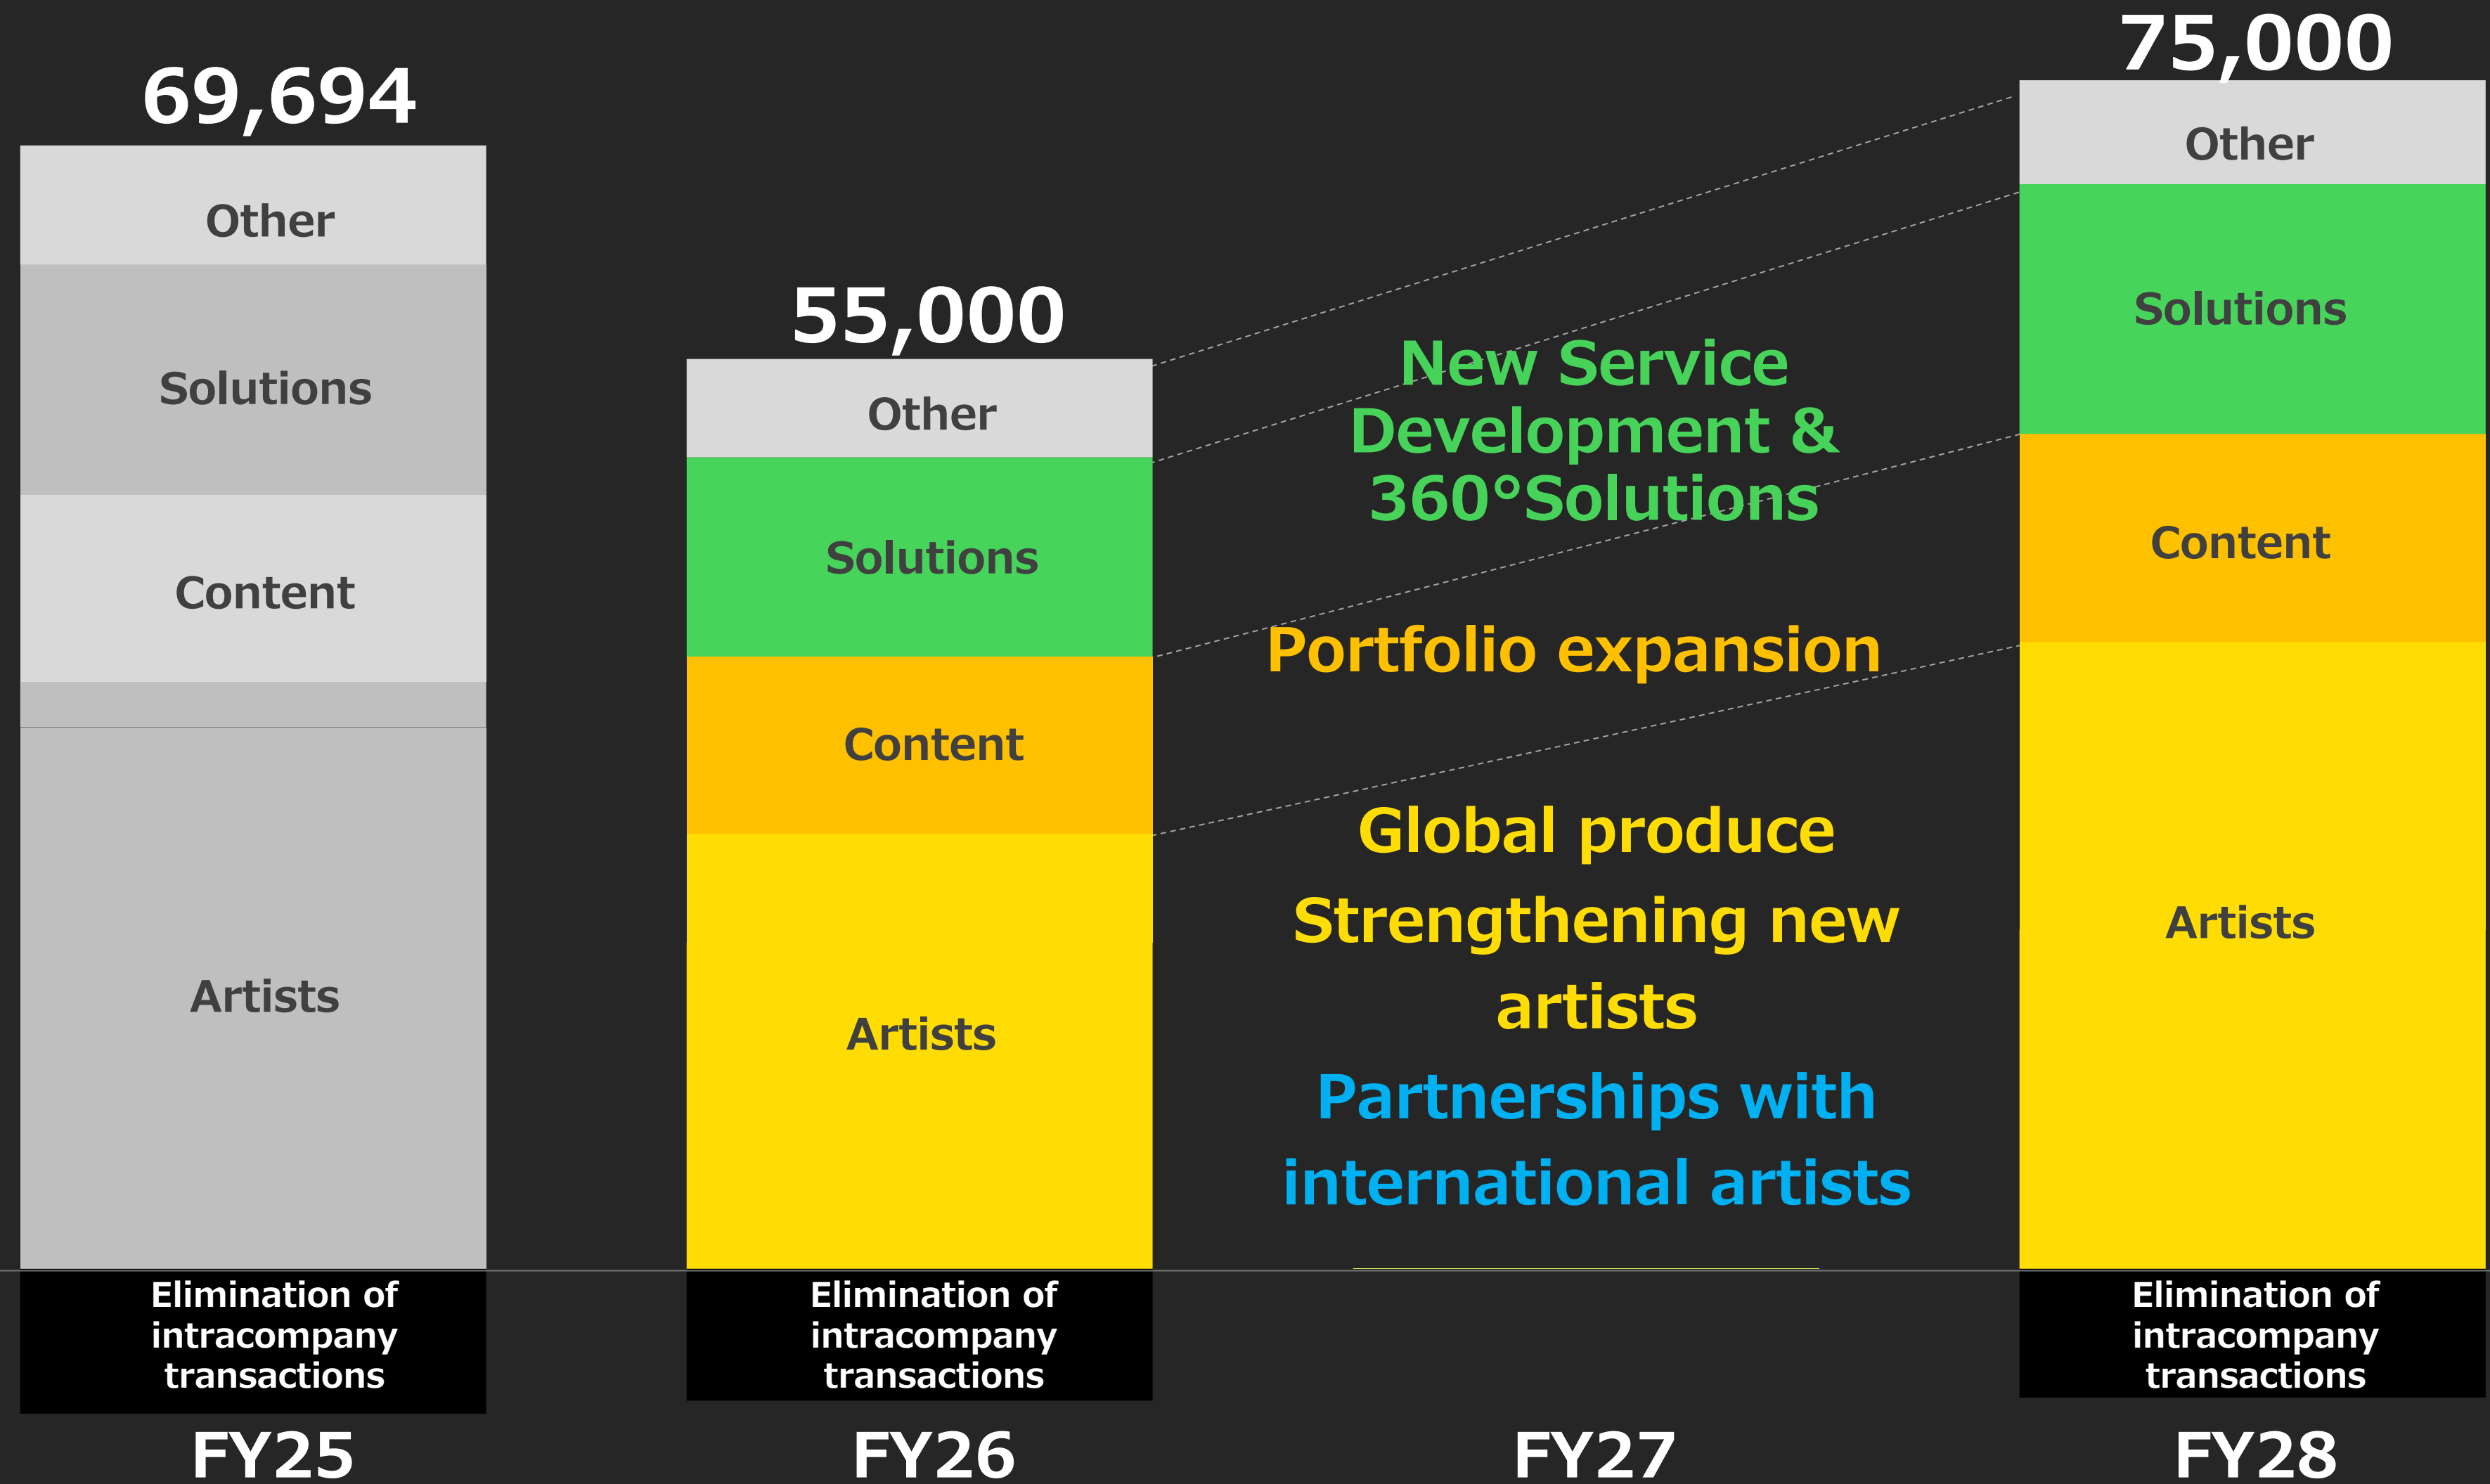 69,694
Other
Solutions
Content
Artists
Elimination of
intracompany
transactions
FY25
55,000
Other
Solutions
Content
Artists
Elimination of
intracompany
transactions
FY26
New Service
Development &
360°Solutions
Portfolio expansion
Global produce
Strengthening new
artists
Partnerships with
international artists
FY27
75,000
Other
Solutions
Content
Artists
Elimination of
intracompany
transactions
FY28